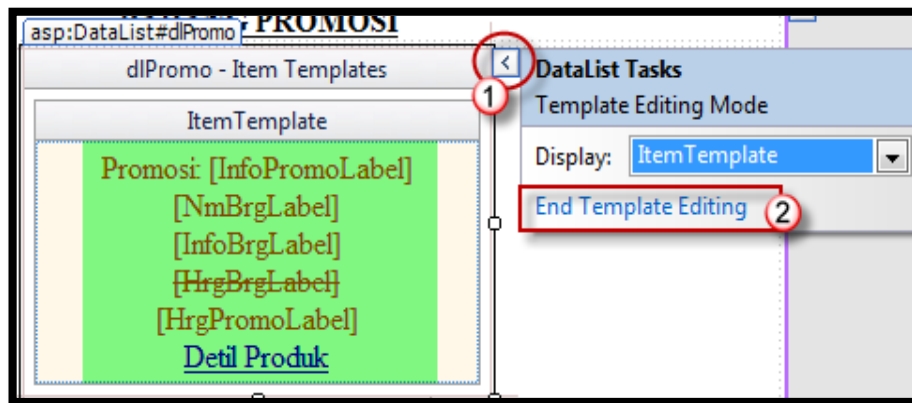 PROMOSI
asp:DataList#dlPromo
dlPromo - Item Templates
ItemTemplate
Promosi: [InfoPromoLabel]
[NmBrgLabel]
[InfoBrgLabel]
[HrgBrgLabel]
[HrgPromoLabel]
Detil Produk
<
1
DataList Tasks
Template Editing Mode
Display: ItemTemplate
End Template Editing
2